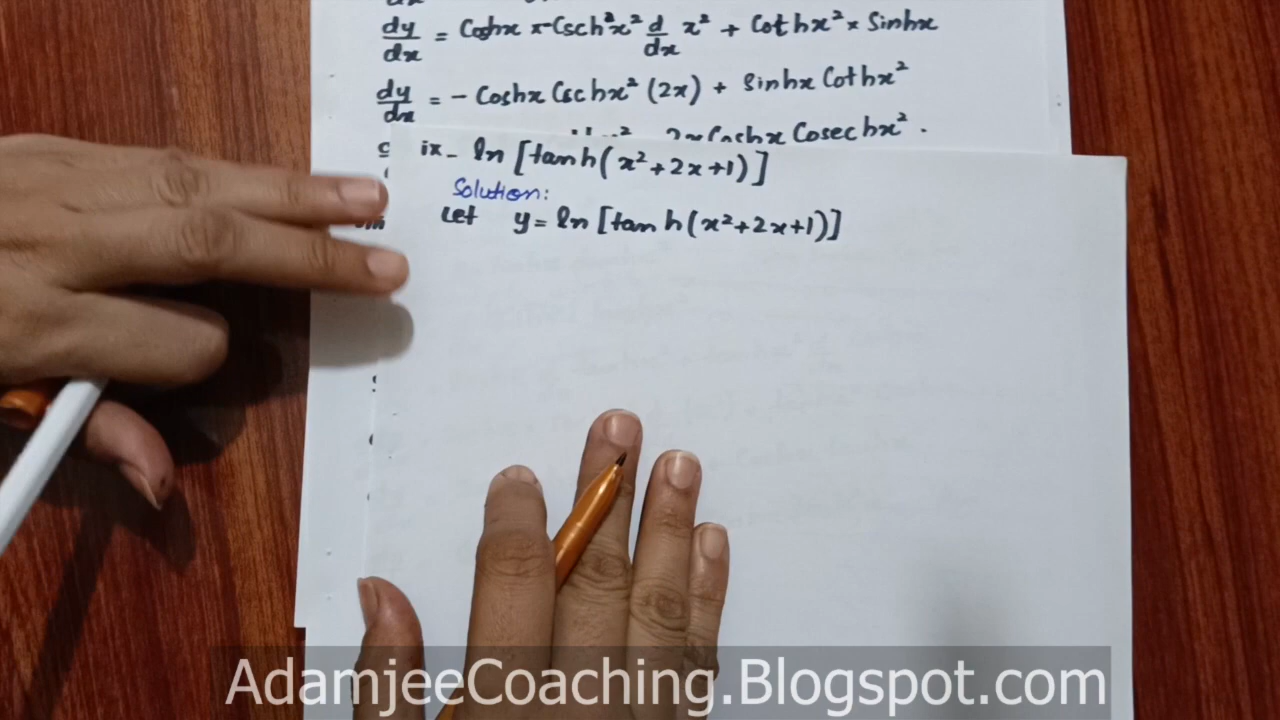 dy/dx = Coshx x -Csch²x² d/dx x² + Cothx² x Sinhx
dy/dx = - Coshx Cschx² (2x) + Sinhx Cothx²
2x Coshx Cosechx².
ix- ln [tanh(x²+2x+1)]
Solution:
Let y = ln [tanh(x²+2x+1)]
AdamjeeCoaching.Blogspot.com